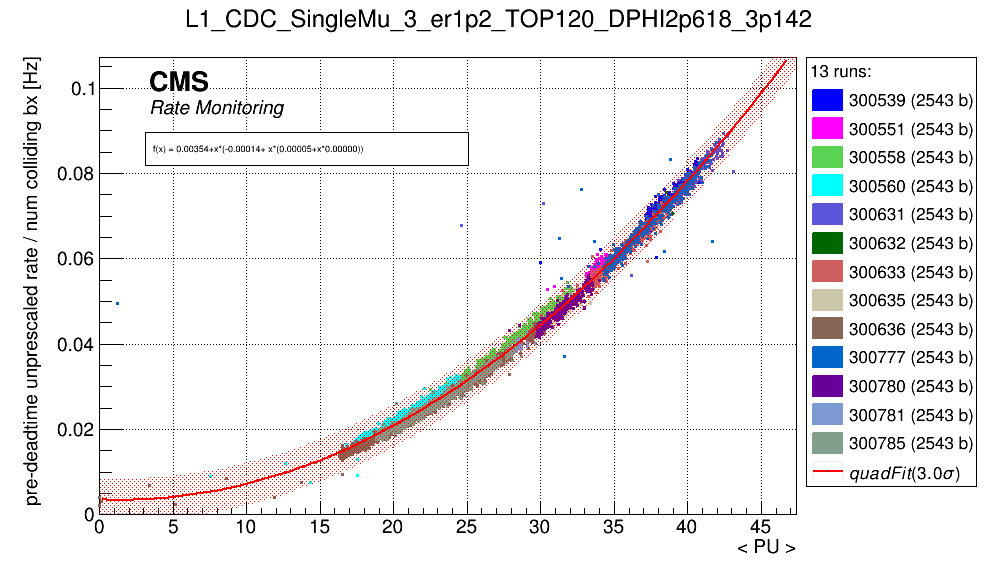 L1_CDC_SingleMu_3_er1p2_TOP120_DPHI2p618_3p142
pre-deadtime unprescaled rate / num colliding bx [Hz]
CMS
Rate Monitoring
f(x) = 0.00354+x*(-0.00014+ x*(0.00005+x*0.00000))
0.1
0.08
0.06
0.04
0.02
0
0 5 10 15 20 25 30 35 40 45
< PU >
13 runs:
300539 (2543 b)
300551 (2543 b)
300558 (2543 b)
300560 (2543 b)
300631 (2543 b)
300632 (2543 b)
300633 (2543 b)
300635 (2543 b)
300636 (2543 b)
300777 (2543 b)
300780 (2543 b)
300781 (2543 b)
300785 (2543 b)
quadFit(3.0σ)